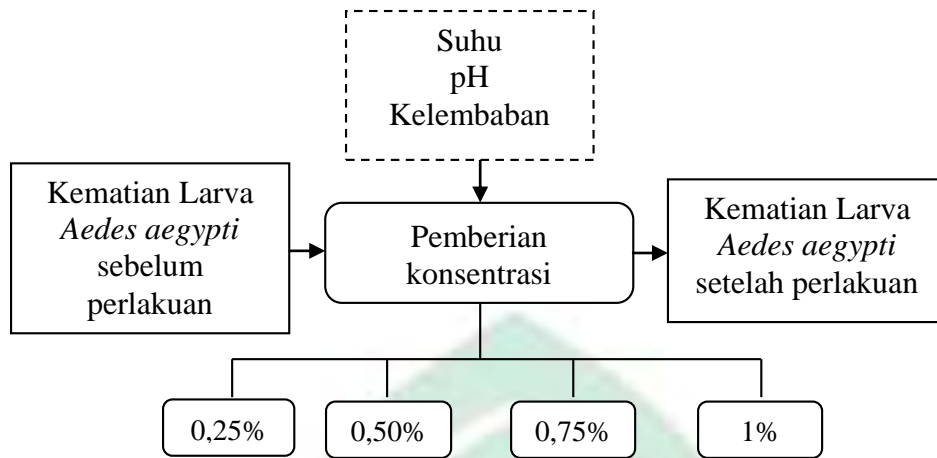 Suhu
pH
Kelembaban
Kematian Larva
Aedes aegypti
sebelum
perlakuan
Pemberian
konsentrasi
Kematian Larva
Aedes aegypti
setelah perlakuan
0,25%
0,50%
0,75%
1%